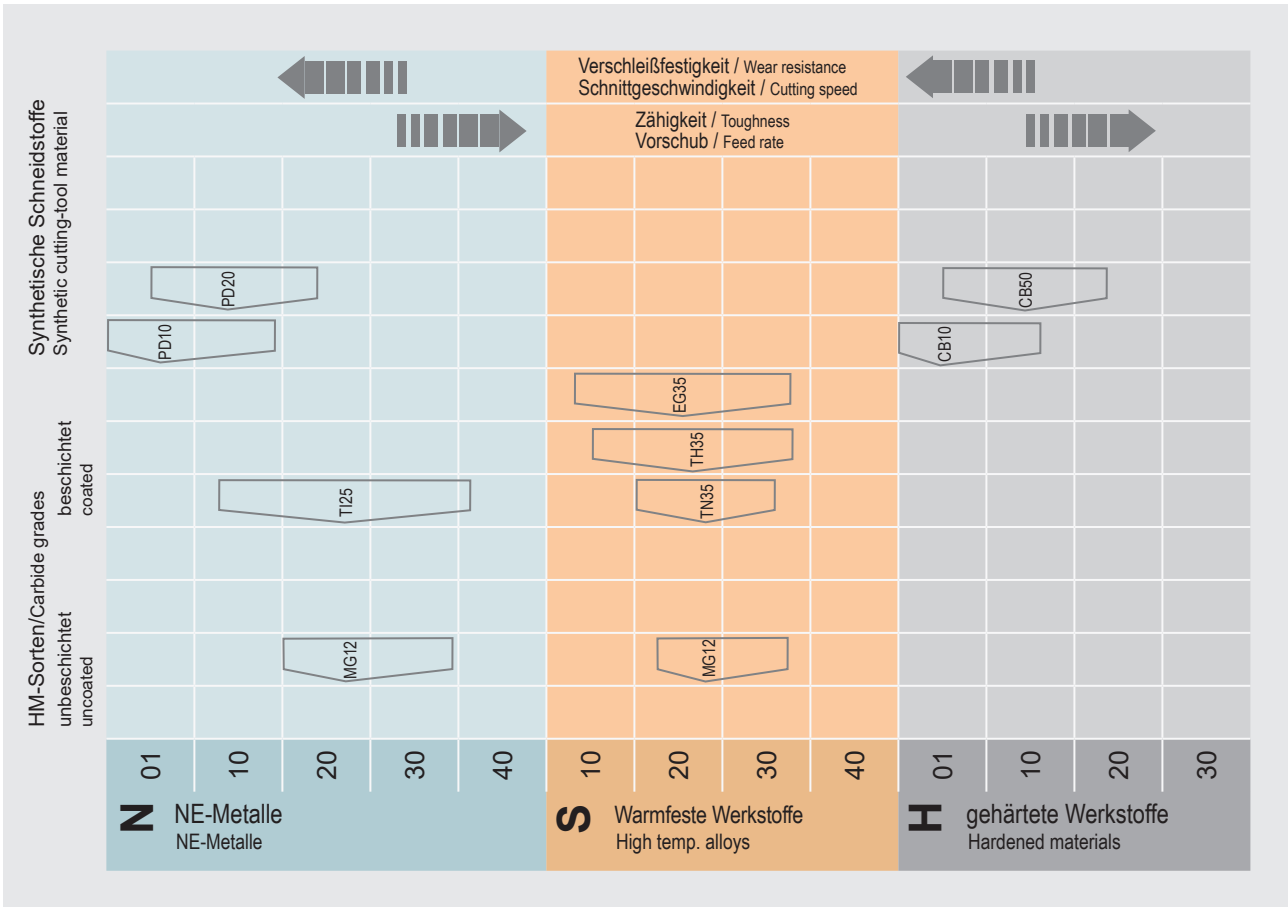 Verschleißfestigkeit / Wear resistance
Schnittgeschwindigkeit / Cutting speed
Zähigkeit / Toughness
Vorschub / Feed rate
Synthetische Schneidstoffe
Synthetic cutting-tool material
PD20
CB50
PD10
CB10
EG35
TH35
beschichtet
coated
TI25
TN35
HM-Sorten/Carbide grades
unbeschichtet
uncoated
MG12
MG12
01
10
20
30
40
10
20
30
40
01
10
20
30
N
NE-Metalle
NE-Metalle
S
Warmfeste Werkstoffe
High temp. alloys
H
gehärtete Werkstoffe
Hardened materials